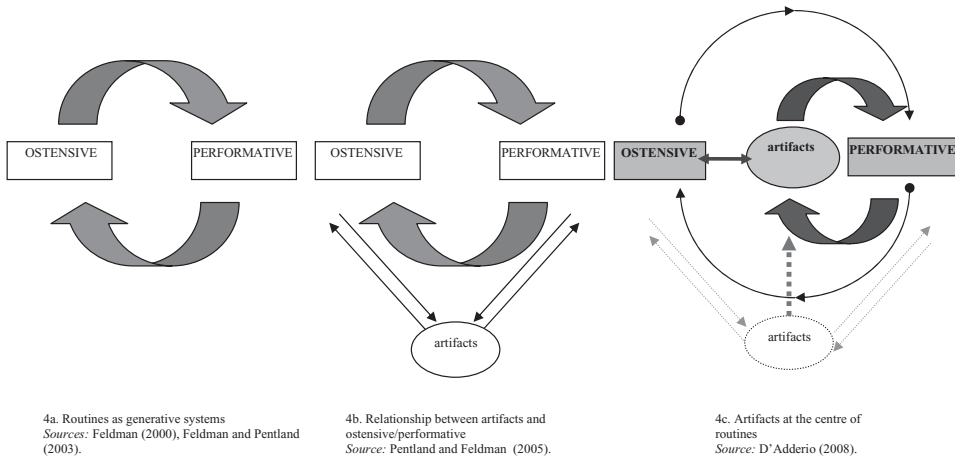 OSTENSIVE
PERFORMATIVE
OSTENSIVE
PERFORMATIVE
artifacts
OSTENSIVE
artifacts
PERFORMATIVE
artifacts
4a. Routines as generative systems
Sources: Feldman (2000), Feldman and Pentland
(2003).
4b. Relationship between artifacts and
ostensive/performative
Source: Pentland and Feldman (2005).
4c. Artifacts at the centre of
routines
Source: D’Adderio (2008).